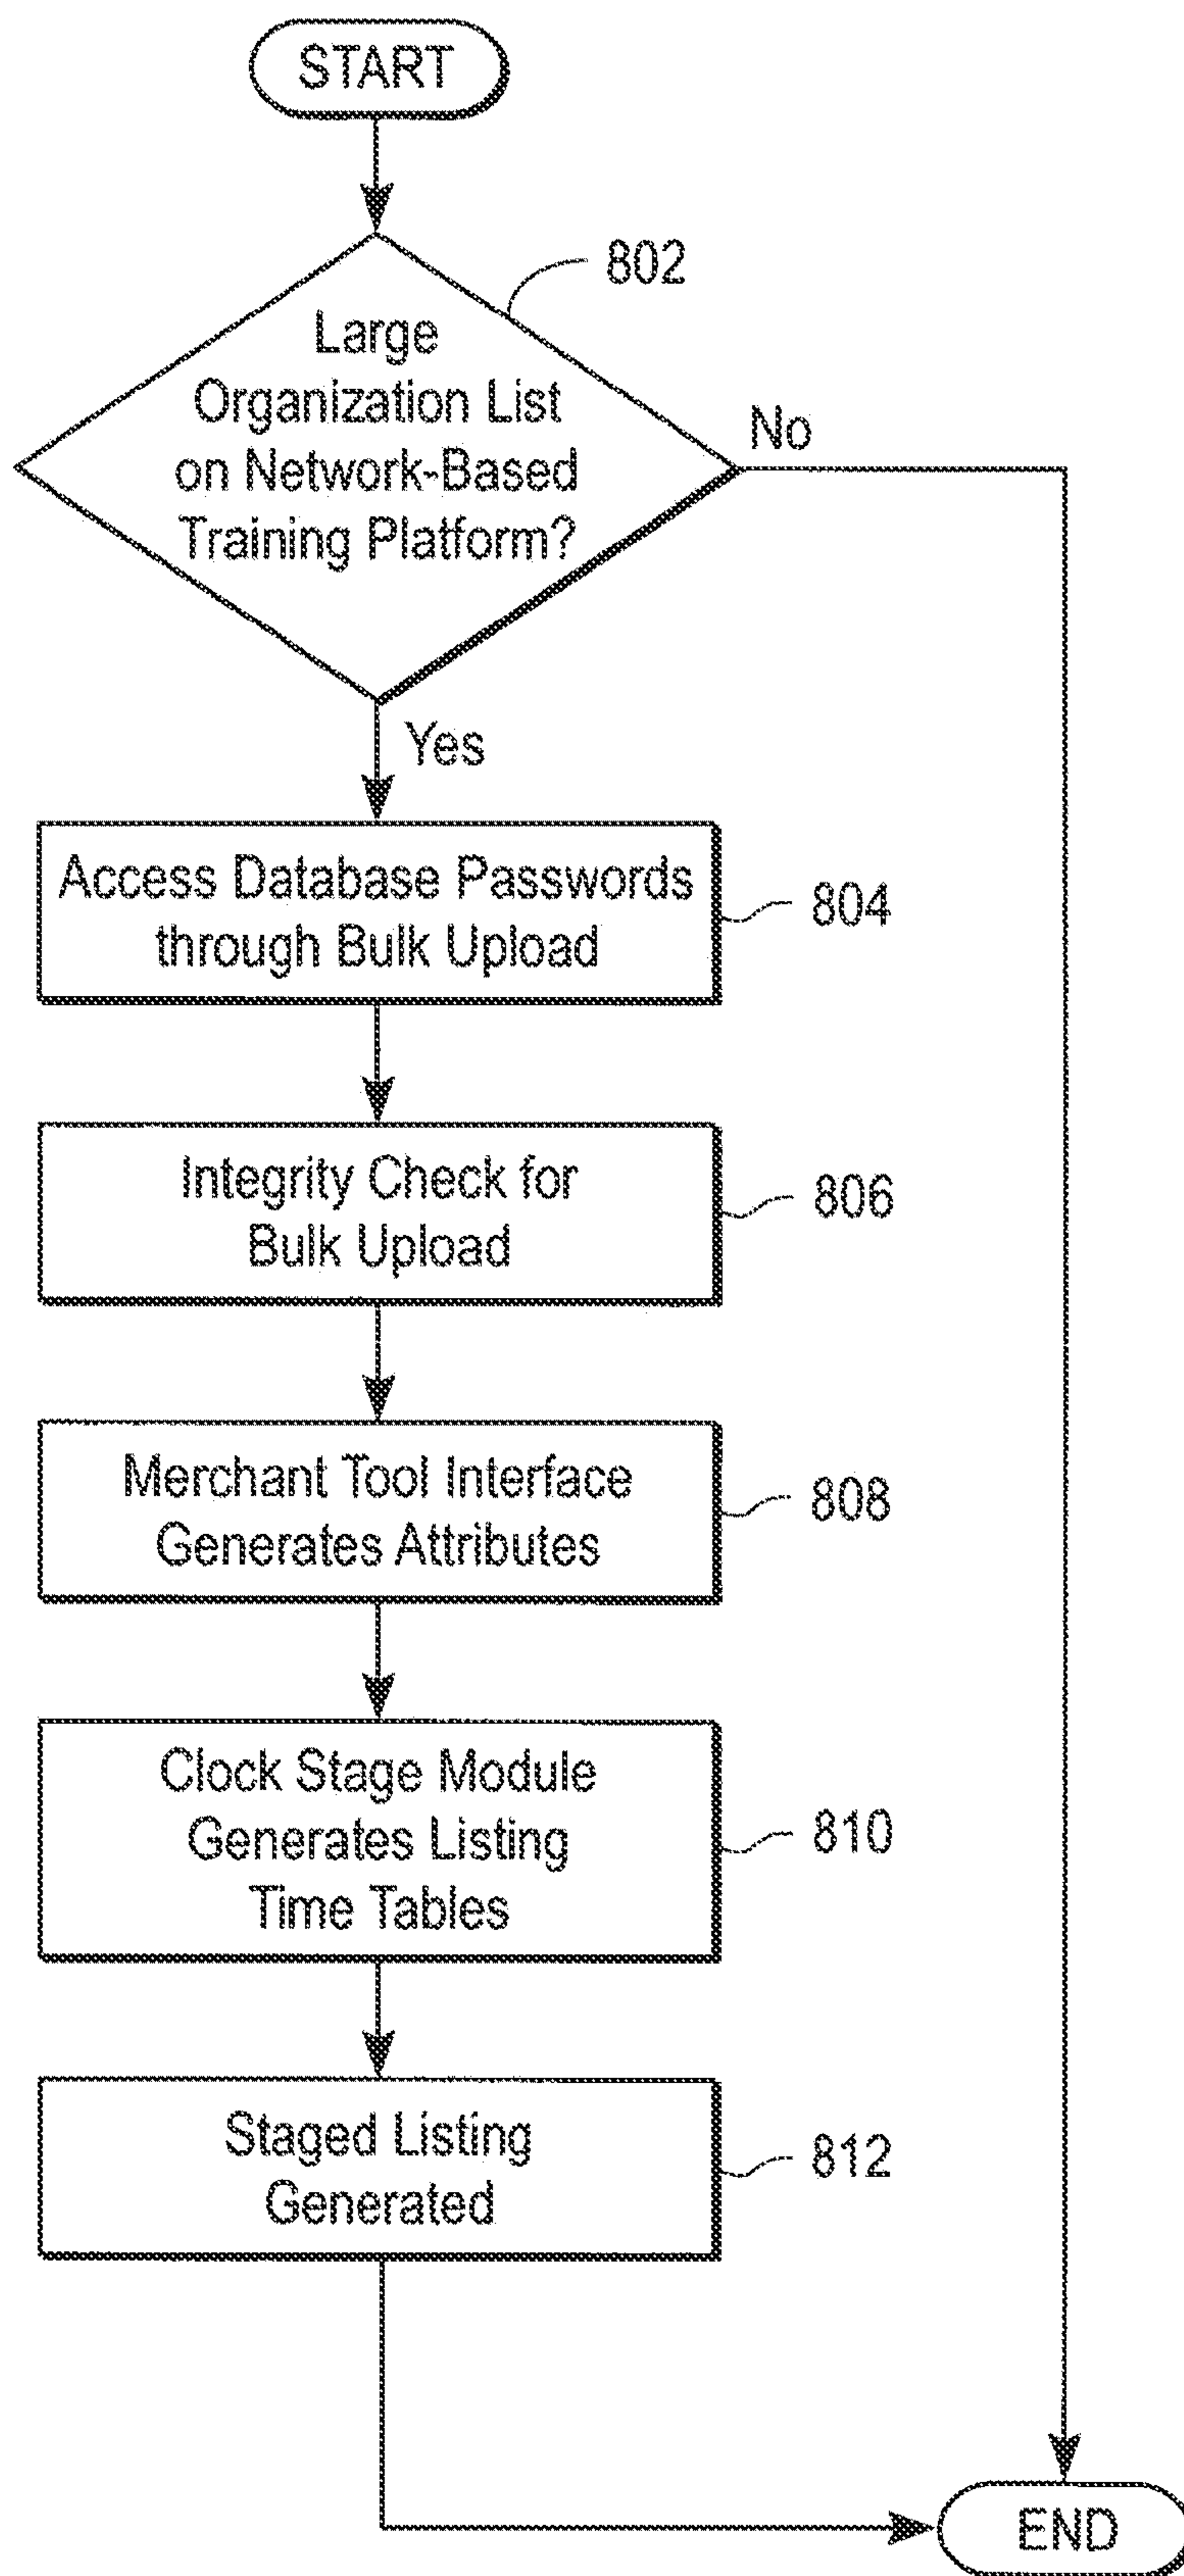 START
802
Large
Organization List
on Network-Based
Training Platform?
No
Yes
Access Database Passwords
through Bulk Upload
804
Integrity Check for
Bulk Upload
806
Merchant Tool Interface
Generates Attributes
808
Clock Stage Module
Generates Listing
Time Tables
810
Staged Listing
Generated
812
END